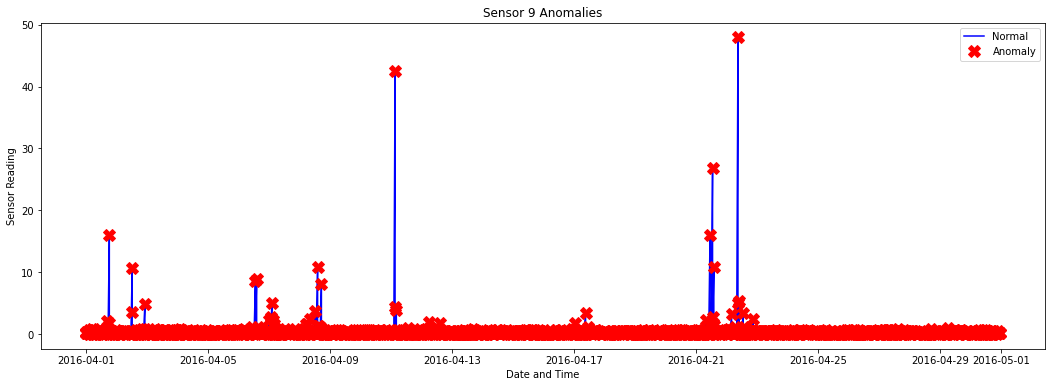 Sensor 9 Anomalies
Normal
Anomaly
50
40
30
20
10
0
Sensor Reading
2016-04-01 2016-04-05 2016-04-09 2016-04-13 2016-04-17 2016-04-21 2016-04-25 2016-04-29 2016-05-01
Date and Time